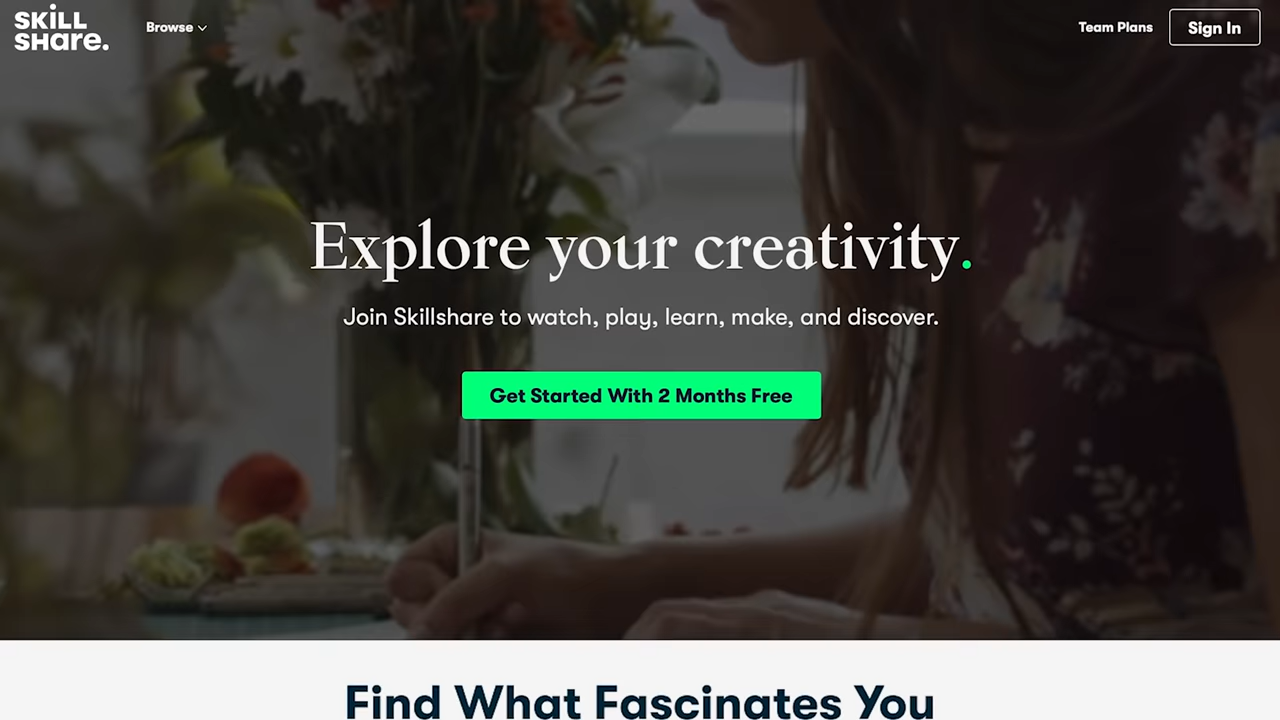 SKiLL
SHare.
Browse
Team Plans
Sign In
Explore your creativity.
Join Skillshare to watch, play, learn, make, and discover.
Get Started With 2 Months Free
Find What Fascinates You